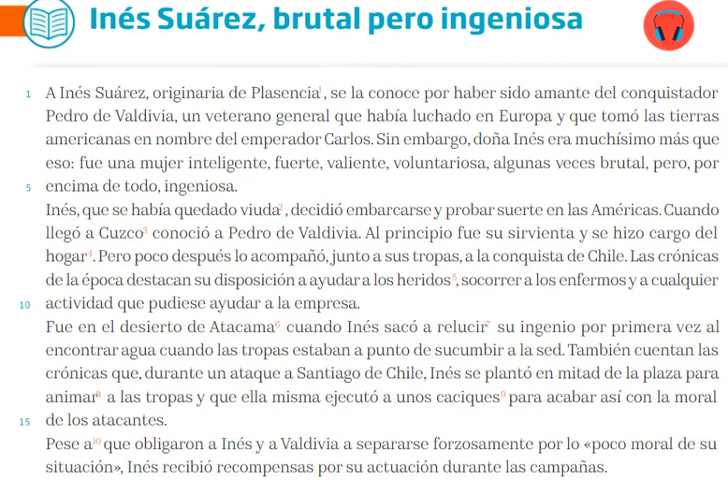 Inés Suárez, brutal pero ingeniosa
1 A Inés Suárez, originaria de Plasencia¹, se la conoce por haber sido amante del conquistador
Pedro de Valdivia, un veterano general que había luchado en Europa y que tomó las tierras
americanas en nombre del emperador Carlos. Sin embargo, doña Inés era muchísimo más que
eso: fue una mujer inteligente, fuerte, valiente, voluntariosa, algunas veces brutal, pero, por
5 encima de todo, ingeniosa.
Inés, que se había quedado viuda², decidió embarcarse y probar suerte en las Américas. Cuando
llegó a Cuzco³ conoció a Pedro de Valdivia. Al principio fue su sirvienta y se hizo cargo del
hogar⁴. Pero poco después lo acompañó, junto a sus tropas, a la conquista de Chile. Las crónicas
de la época destacan su disposición a ayudar a los heridos⁵, socorrer a los enfermos y a cualquier
10 actividad que pudiese ayudar a la empresa.
Fue en el desierto de Atacama⁶ cuando Inés sacó a relucir⁷ su ingenio por primera vez al
encontrar agua cuando las tropas estaban a punto de sucumbir a la sed. También cuentan las
crónicas que, durante un ataque a Santiago de Chile, Inés se plantó en mitad de la plaza para
animar⁸ a las tropas y que ella misma ejecutó a unos caciques⁹ para acabar así con la moral
15 de los atacantes.
Pese a¹⁰ que obligaron a Inés y a Valdivia a separarse forzosamente por lo «poco moral de su
situación», Inés recibió recompensas por su actuación durante las campañas.